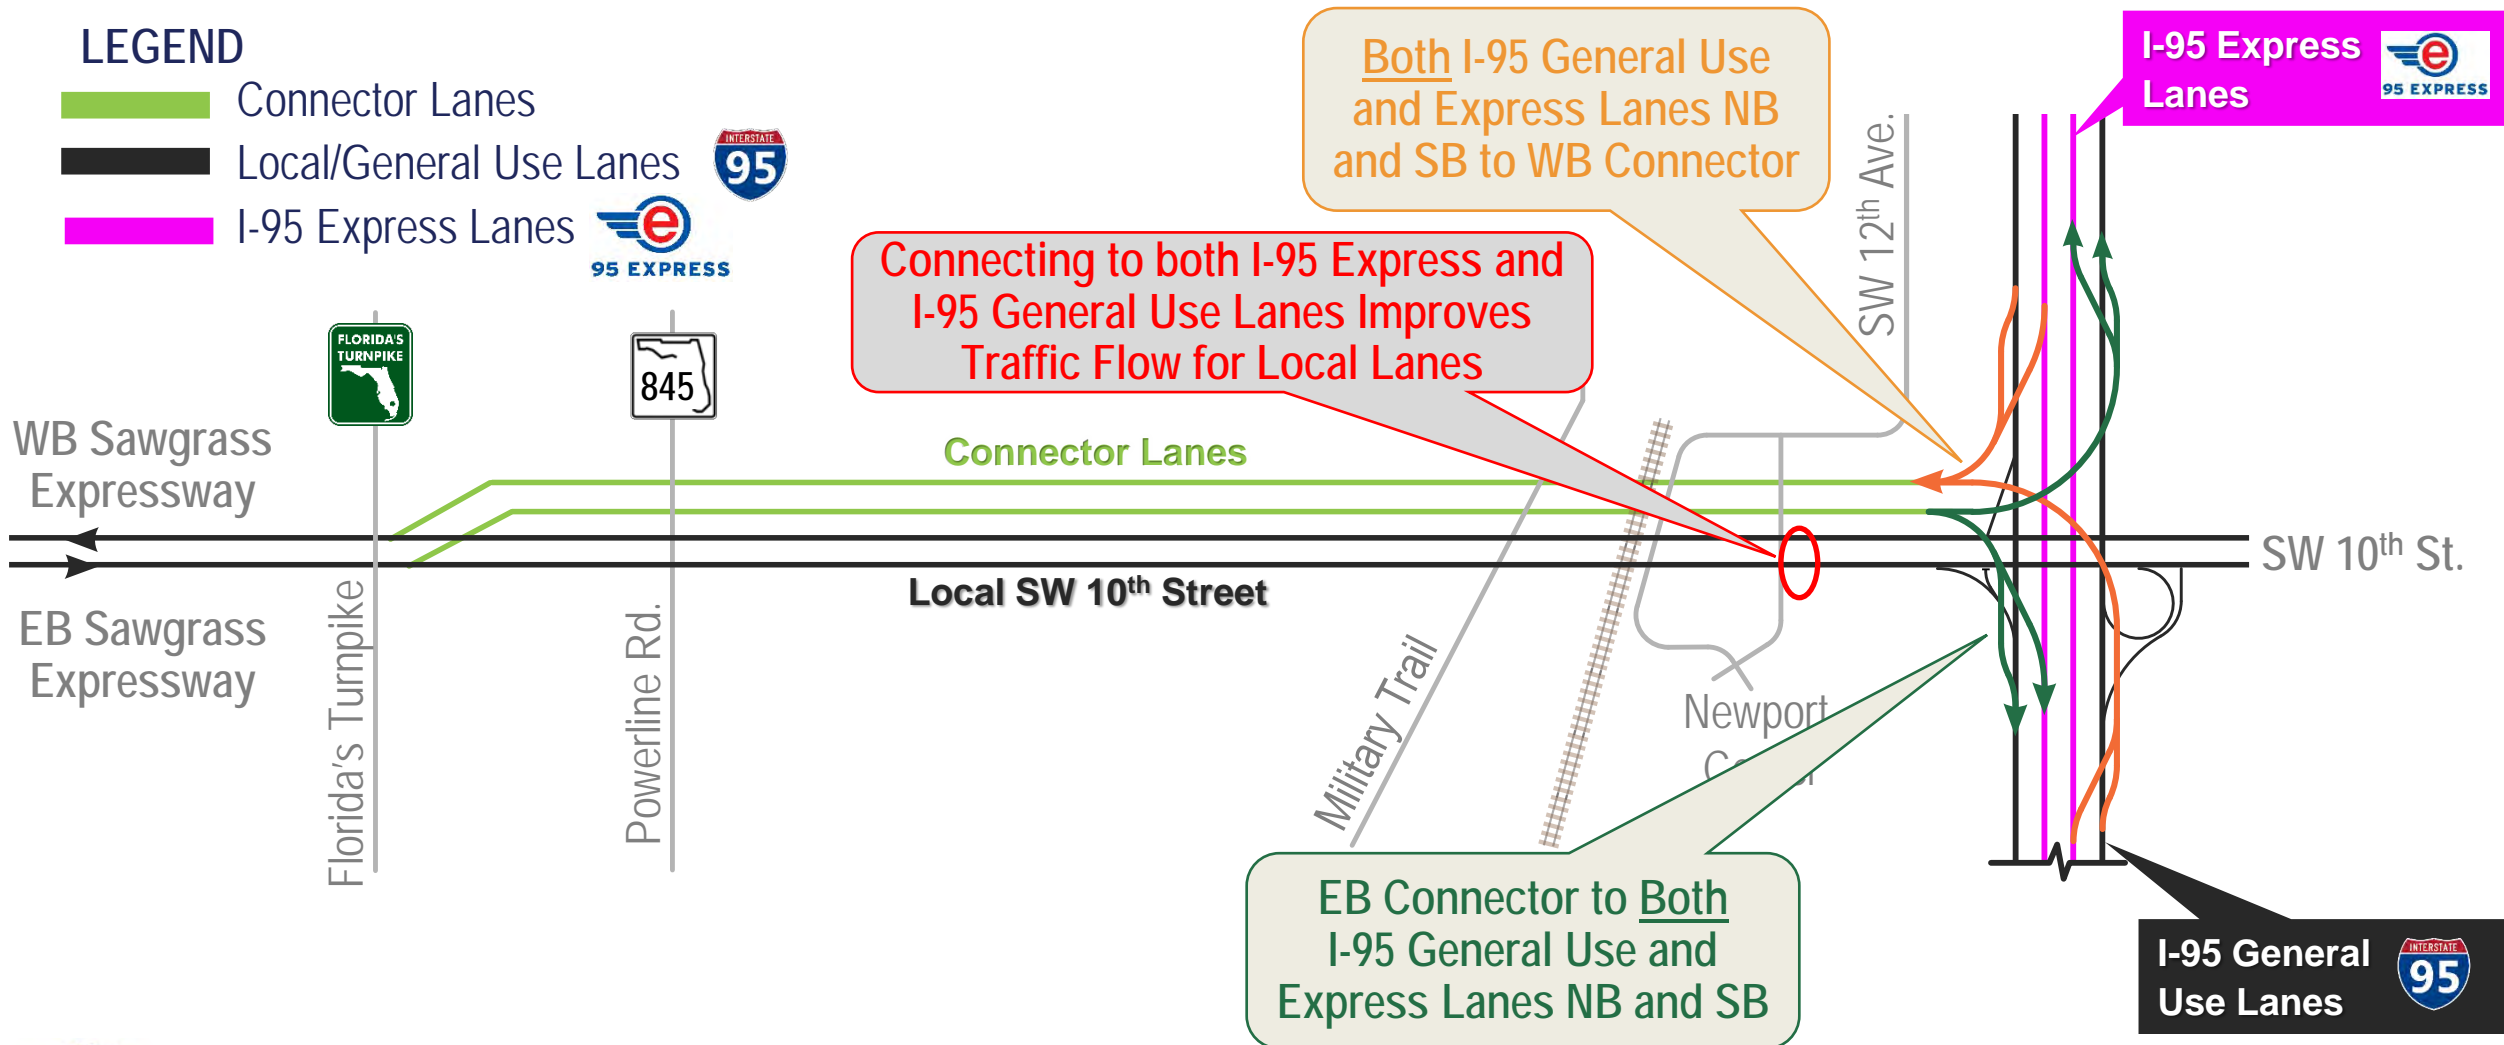 LEGEND
Connector Lanes
Local/General Use Lanes
INTERSTATE
95
I-95 Express Lanes
e
95 EXPRESS
Both I-95 General Use
and Express Lanes NB
and SB to WB Connector
I-95 Express
Lanes
e
95 EXPRESS
SW 12th Ave.
Connecting to both I-95 Express and
I-95 General Use Lanes Improves
Traffic Flow for Local Lanes
FLORIDA'S
TURNPIKE
845
WB Sawgrass
Expressway
Connector Lanes
SW 10th St.
Local SW 10th Street
EB Sawgrass
Expressway
Florida's Turnpike
Powerline Rd.
Military Trail
Newport
EB Connector to Both
I-95 General Use and
Express Lanes NB and SB
I-95 General
Use Lanes
INTERSTATE
95